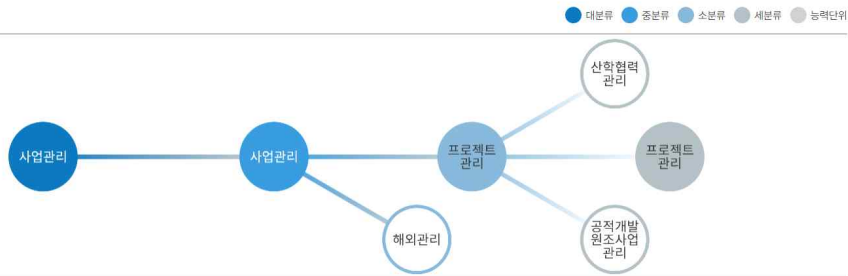 대분류 중분류 소분류 세분류 능력단위
산학협력
관리
사업관리 사업관리 프로젝트
관리 프로젝트
관리
해외관리 공적개발
원조사업
관리